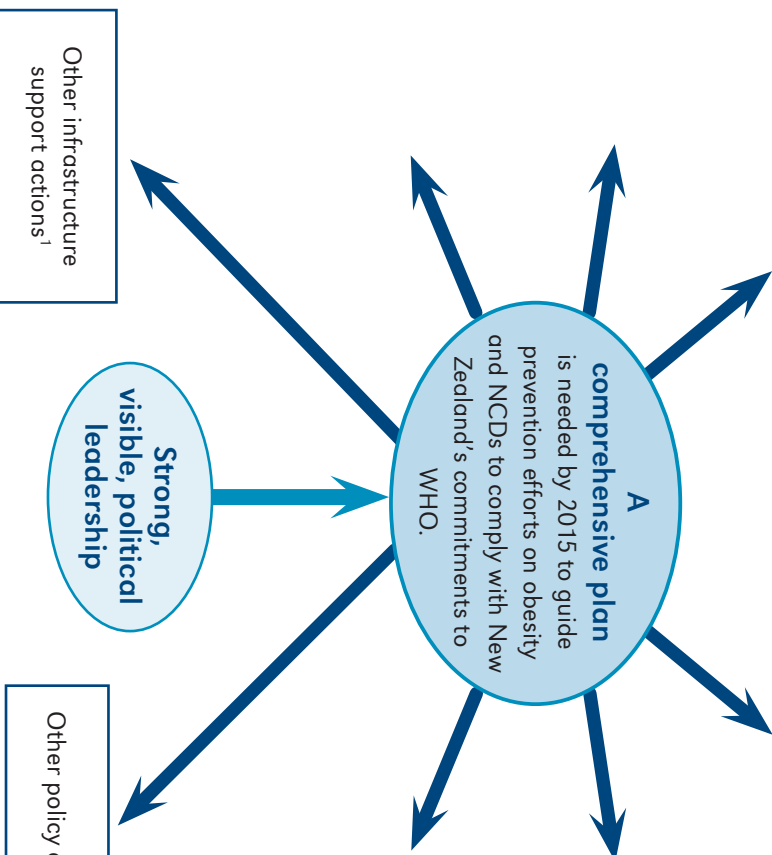 A
comprehensive plan
is needed by 2015 to guide
prevention efforts on obesity
and NCDs to comply with New
Zealand's commitments to
WHO.
Strong,
visible, political
leadership
Other infrastructure
support actions¹
Other policy